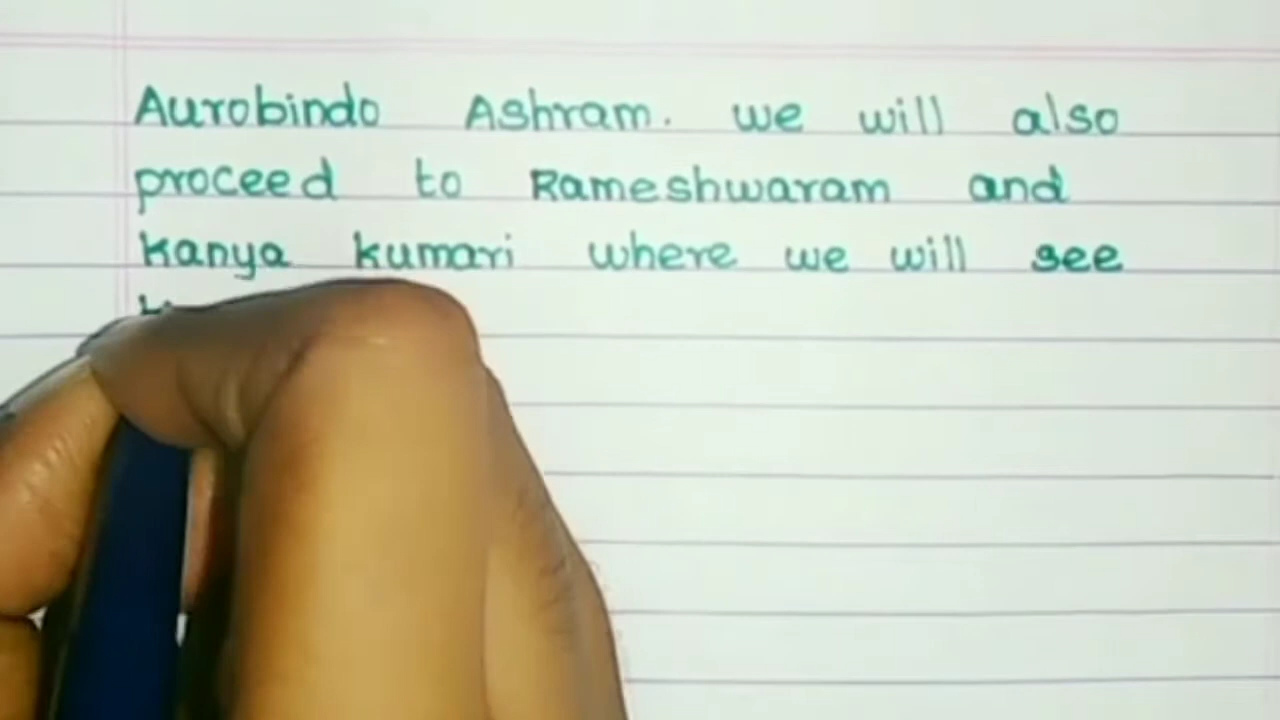 Aurobindo Ashram. we will also
proceed to Rameshwaram and
kanya kumari where we will see